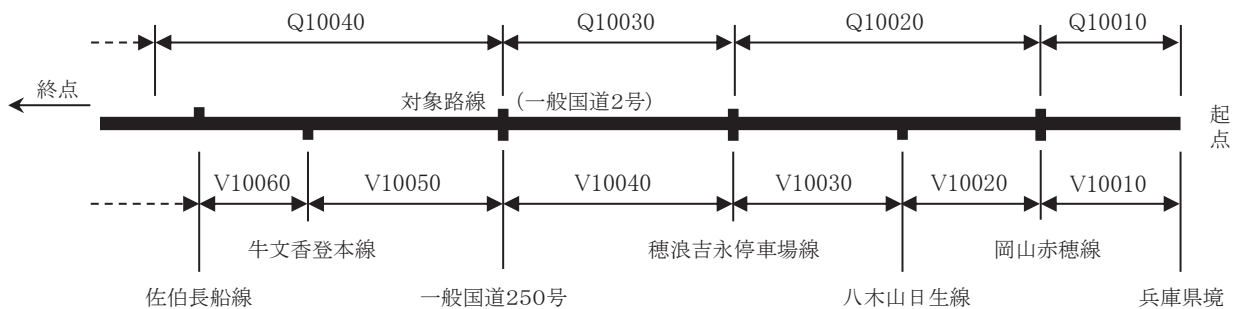 Q10040 Q10030 Q10020 Q10010
終点
対象路線 (一般国道2号)
起点
V10060 V10050 V10040 V10030 V10020 V10010
牛文香登本線 穂浪吉永停車場線 岡山赤穂線
佐伯長船線 一般国道250号 八木山日生線 兵庫県境